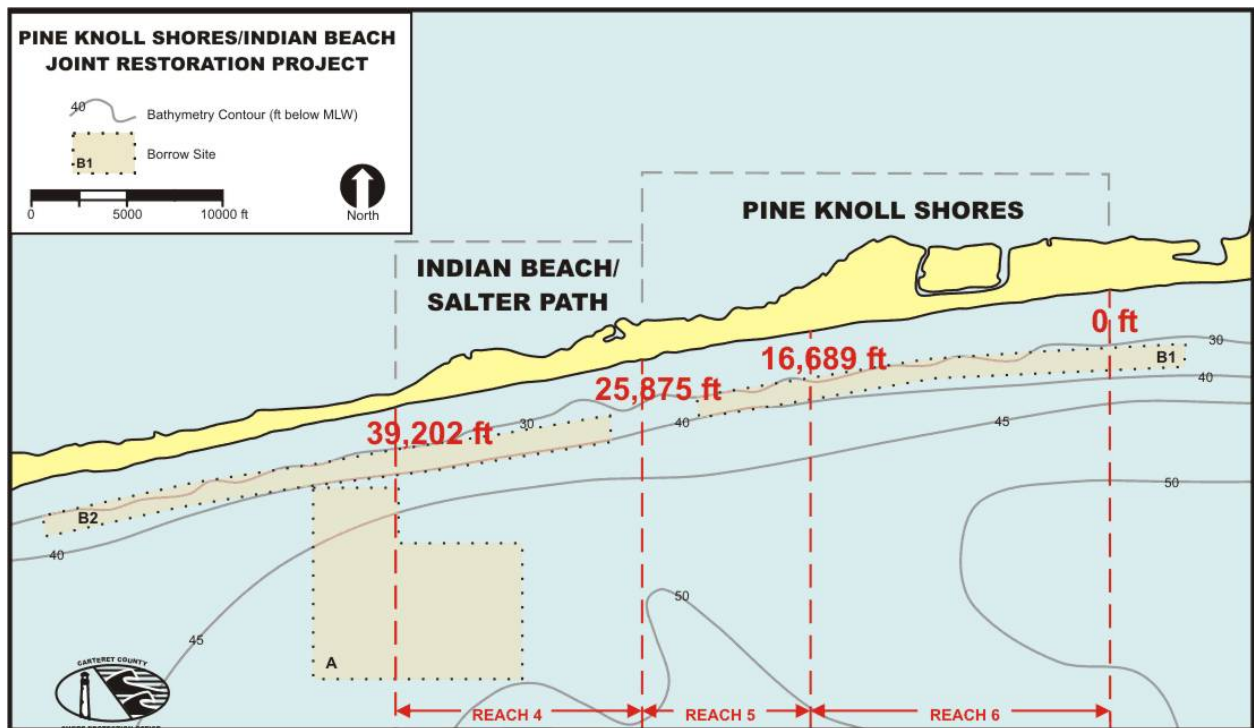 PINE KNOLL SHORES/INDIAN BEACH
JOINT RESTORATION PROJECT
40
Bathymetry Contour (ft below MLW)
B1
Borrow Site
0
5000
10000 ft
North
PINE KNOLL SHORES
INDIAN BEACH/
SALTER PATH
0 ft
16,689 ft
25,875 ft
39,202 ft
30
B1
40
30
40
45
50
B2
40
50
45
A
CARTERET COUNTY
REACH 4
REACH 5
REACH 6